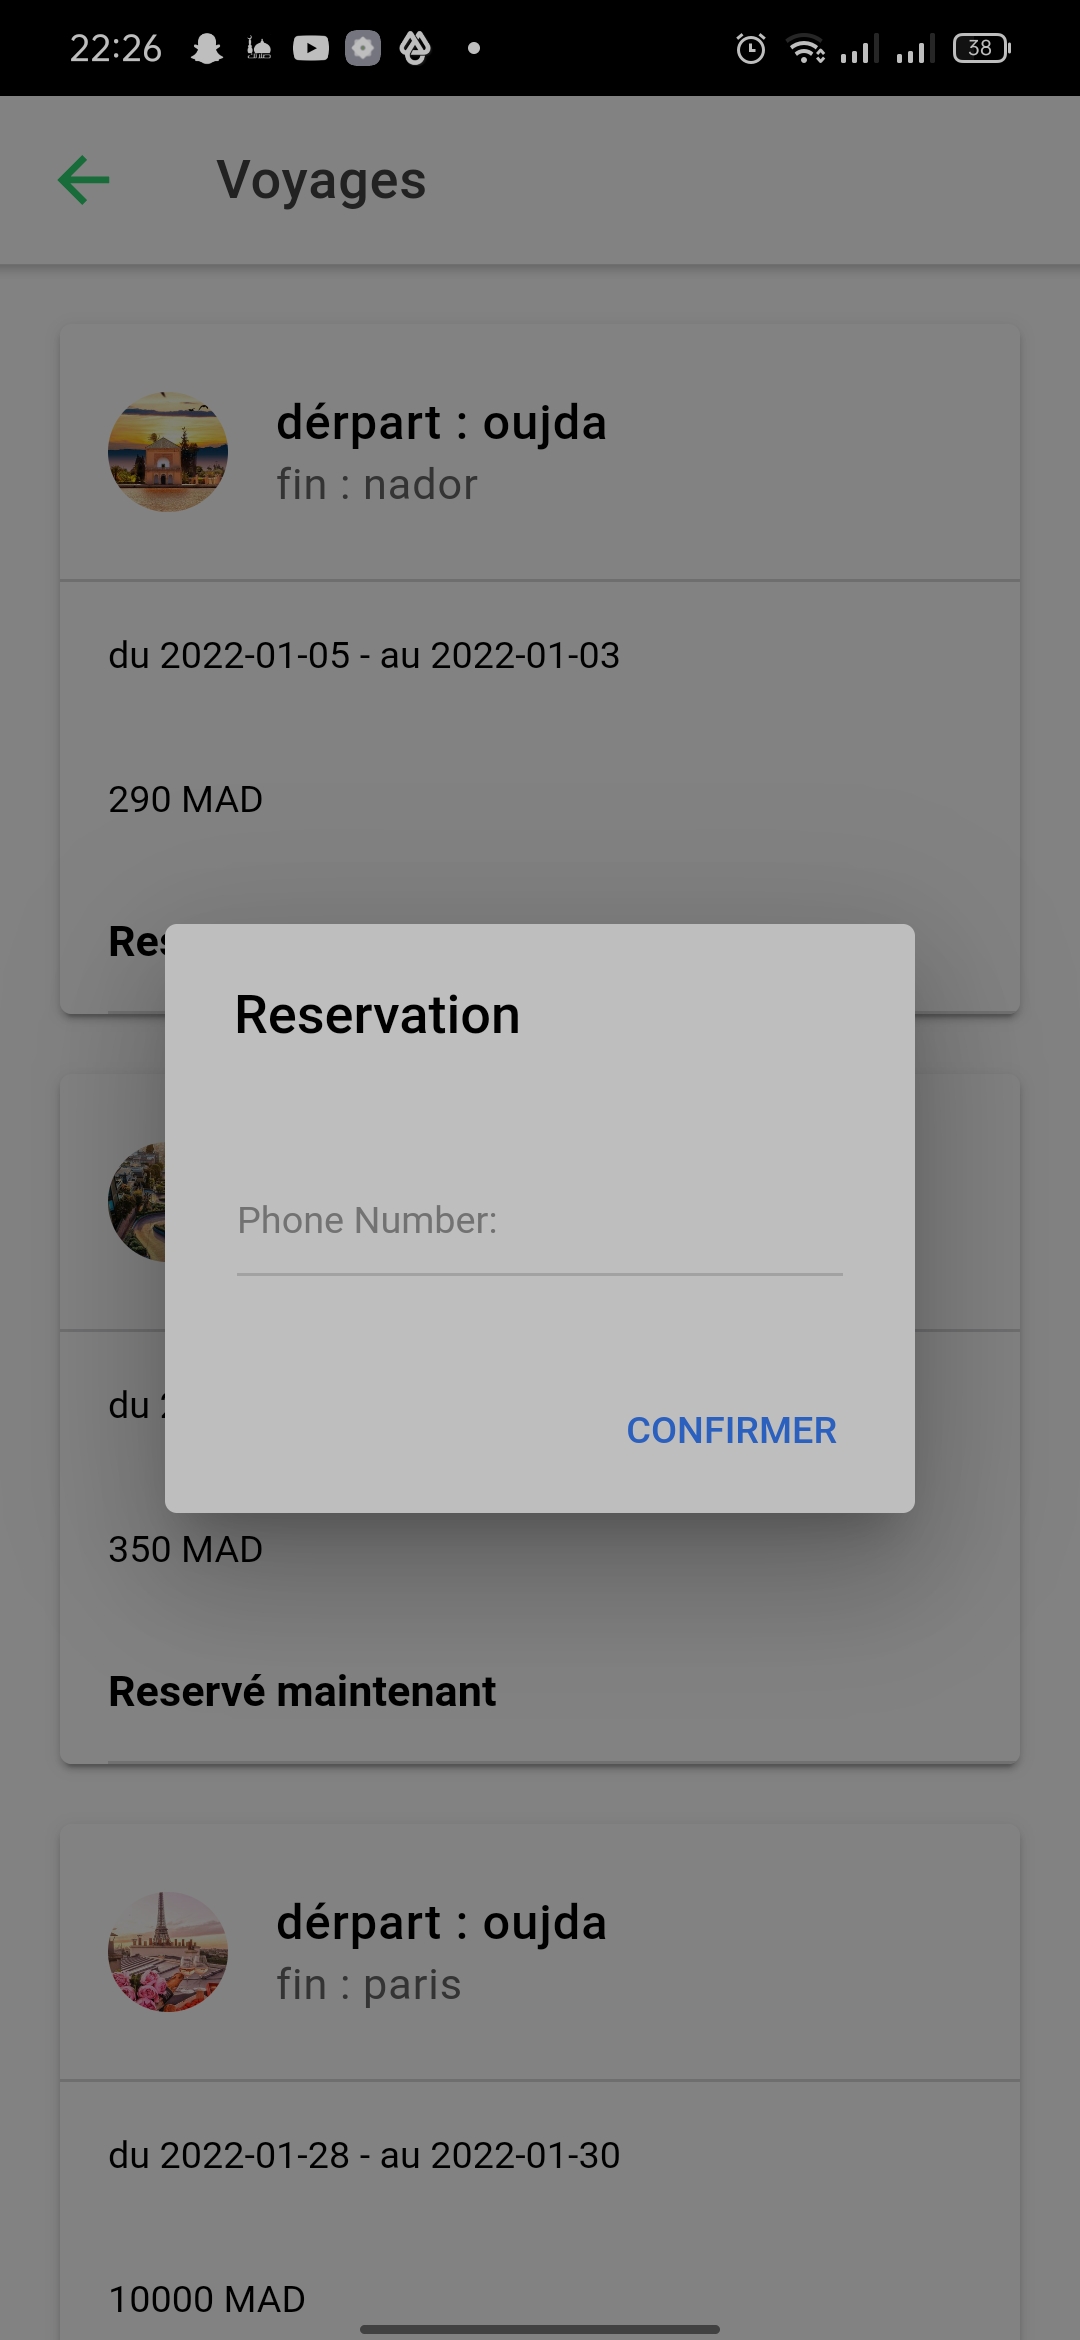 22:26
38
Voyages
dérpart : oujda
fin : nador
du 2022-01-05 - au 2022-01-03
290 MAD
Reservation
Phone Number:
du
CONFIRMER
350 MAD
Reservé maintenant
dérpart : oujda
fin : paris
du 2022-01-28 - au 2022-01-30
10000 MAD